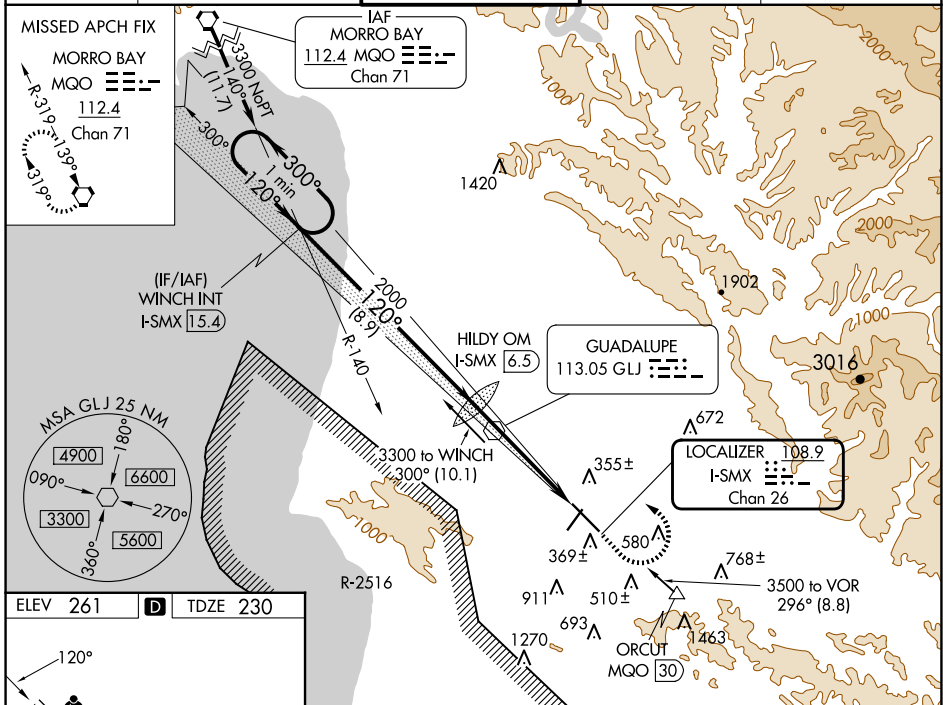 MISSED APCH FIX
MORRO BAY
MQO
112.4
Chan 71
R-319
139°
319°
IAF
MORRO BAY
112.4 MQO
Chan 71
3300 NoPT
140°
(11.7)
300°
300°
1 min
120°
2000
1000
1420
2000
(IF/IAF)
WINCH INT
I-SMX 15.4
2000
120°
(8.9)
R-140
1902
1000
HILDY OM
I-SMX 6.5
GUADALUPE
113.05 GLJ
3016
MSA GLJ 25 NM
180°
4900
6600
090°
270°
3300
5600
360°
3300 to WINCH
300° (10.1)
672
355±
LOCALIZER 108.9
I-SMX
Chan 26
1000
369±
580
R-2516
911
510±
768±
3500 to VOR
296° (8.8)
693
1270
1463
ORCUT
MQO 30
ELEV 261
D
TDZE 230
120°